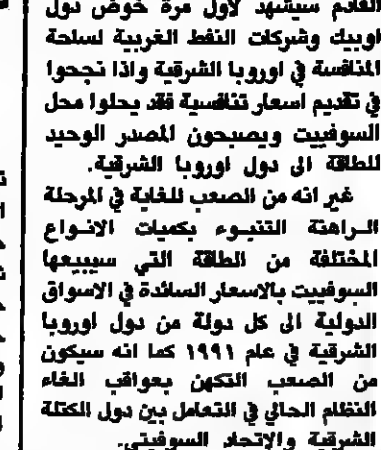 القادم سيشهد لاول مرة خوض دول
اوبيك وشركات النفط الغربية لساحة
المنافسة في اوروبا الشرقية واذا نجحوا
في تقديم اسعار تنافسية فقد يحلوا محل
السوفييت ويصبحون المصدر الوحيد
للطاقة الى دول اوروبا الشرقية.
غير انه من الصعب للغاية في المرحلة
الـراهنة التنبـوء بكميات الانـواع
المختلفة من الطاقة التي سيبيعها
السوفييت بالاسعار السائدة في الاسواق
الدولية الى كل دولة من دول اوروبا
الشرقية في عام ١٩٩١ كما انه سيكون
من الصعب التكهن بعواقب الغاء
النظام الحالي في التعامل بين دول الكتلة
الشرقية والإتحاد السوفيتي.